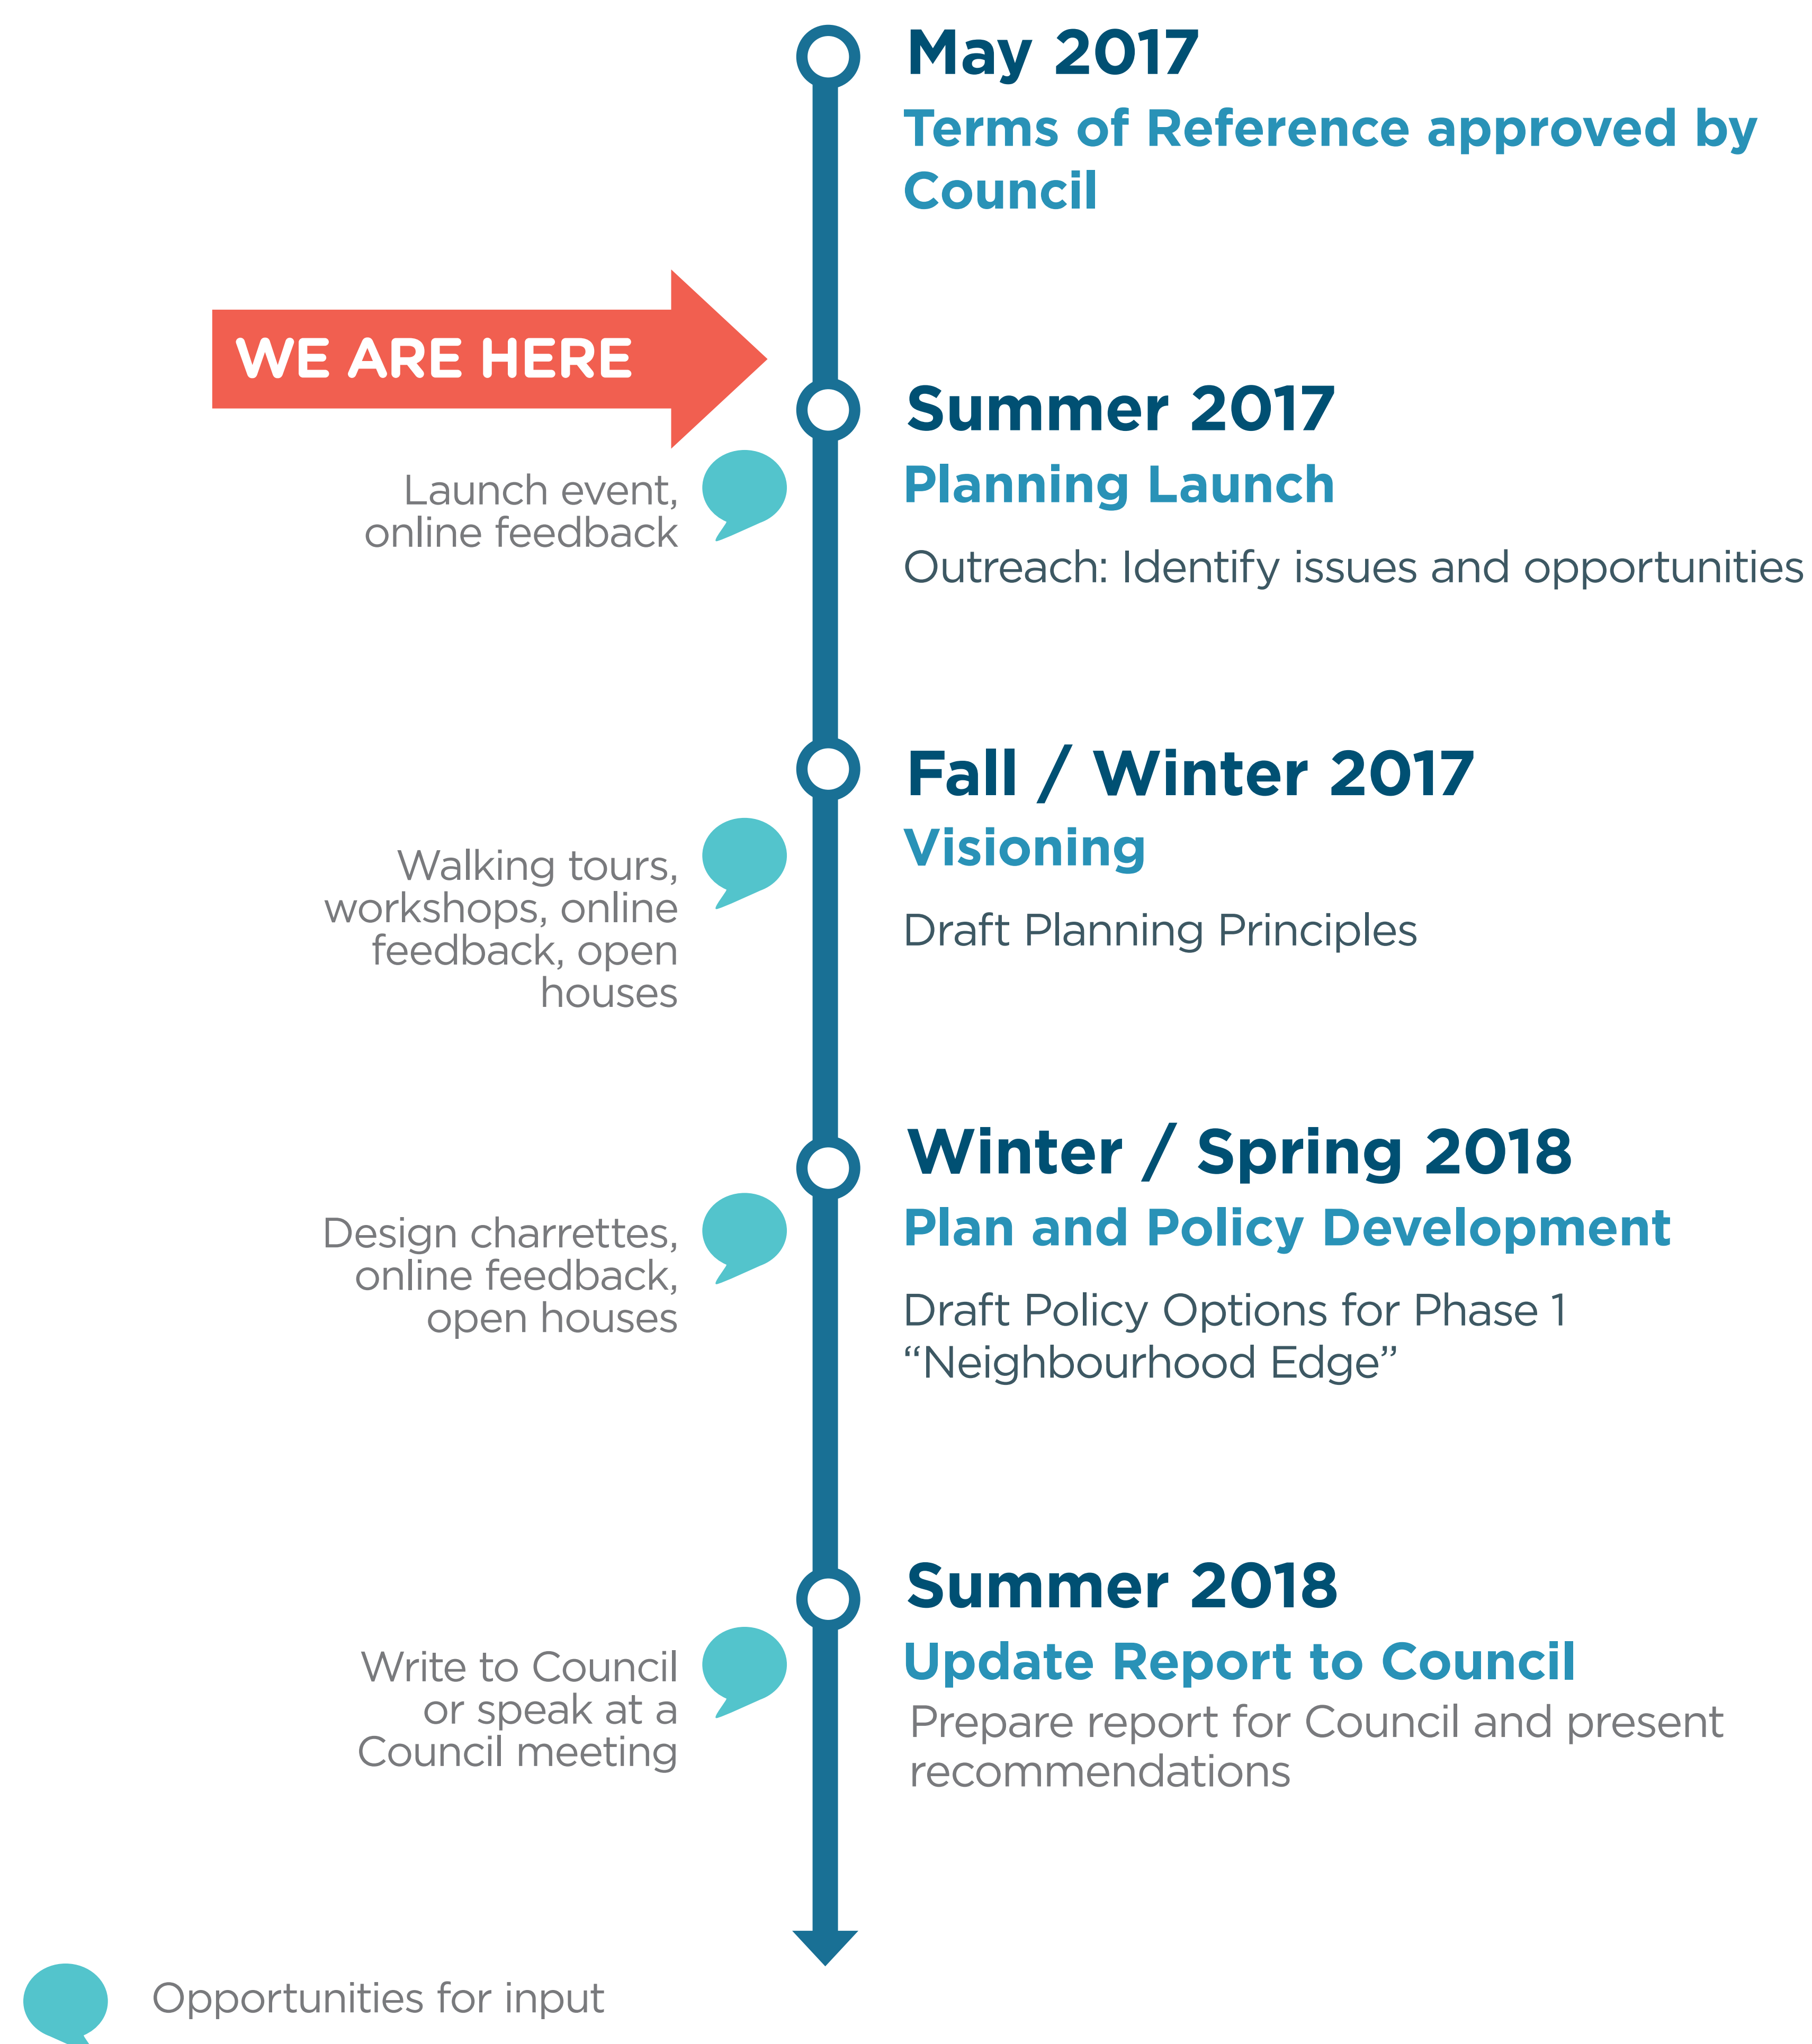 May 2017
Terms of Reference approved by
Council
WE ARE HERE
Summer 2017
Planning Launch
Outreach: Identify issues and opportunities
Launch event,
online feedback
Fall / Winter 2017
Visioning
Draft Planning Principles
Walking tours,
workshops, online
feedback, open
houses
Winter / Spring 2018
Plan and Policy Development
Draft Policy Options for Phase 1
“Neighbourhood Edge”
Design charrettes,
online feedback,
open houses
Summer 2018
Update Report to Council
Prepare report for Council and present
recommendations
Write to Council
or speak at a
Council meeting
Opportunities for input